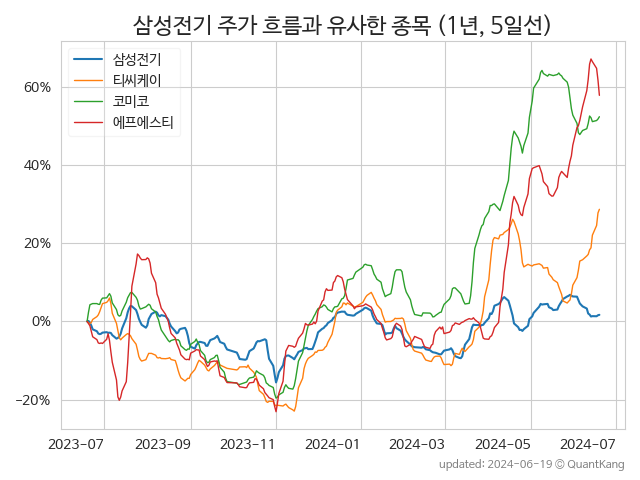 삼성전기 주가 흐름과 유사한 종목 (1년, 5일선)
삼성전기
티씨케이
코미코
에프에스티
60%
40%
20%
0%
−20%
2023-07 2023-09 2023-11 2024-01 2024-03 2024-05 2024-07
updated: 2024-06-19 © QuantKang